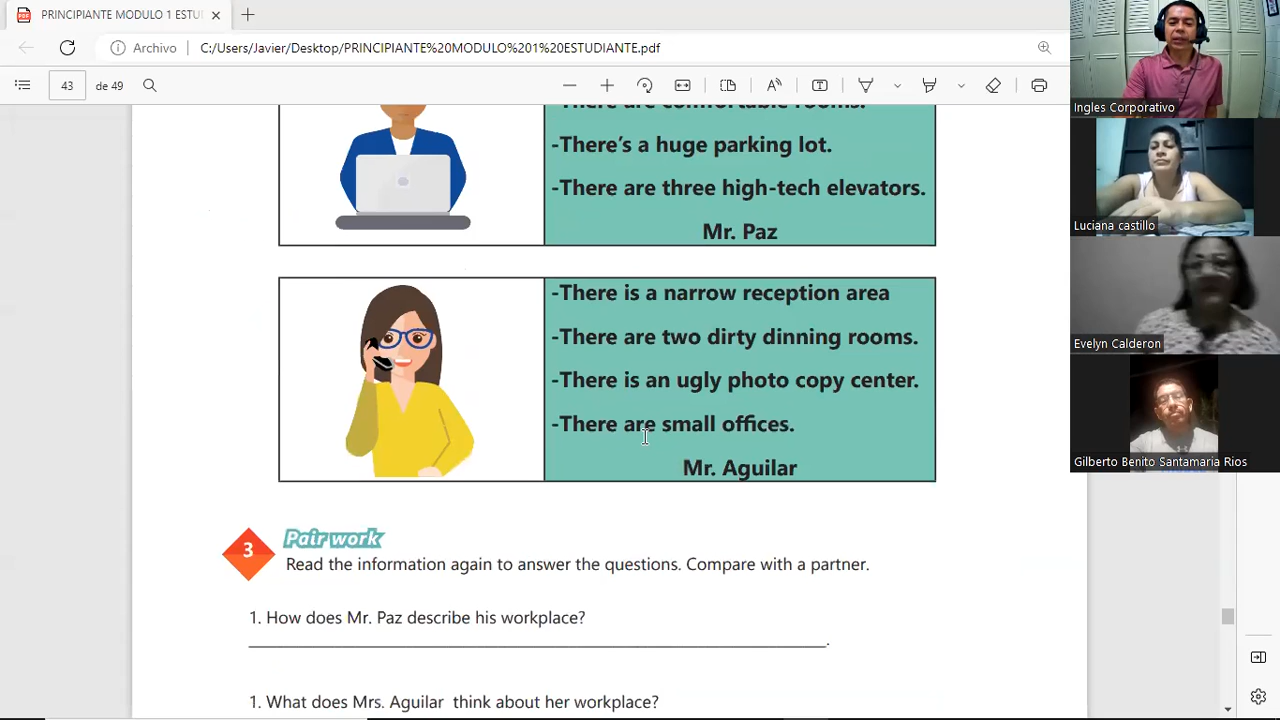 PRINCIPIANTE MODULO 1 ESTU
Archivo C:/Users/Javier/Desktop/PRINCIPIANTE%20MODULO%201%20ESTUDIANTE.pdf
43 de 49
There are comfortable rooms.
-There's a huge parking lot.
-There are three high-tech elevators.
Mr. Paz
-There is a narrow reception area
-There are two dirty dinning rooms.
-There is an ugly photo copy center.
-There are small offices.
Mr. Aguilar
3 Pair work
Read the information again to answer the questions. Compare with a partner.
1. How does Mr. Paz describe his workplace?
1. What does Mrs. Aguilar think about her workplace?
Ingles Corporativo
Luciana castillo
Evelyn Calderon
Gilberto Benito Santamaria Rios